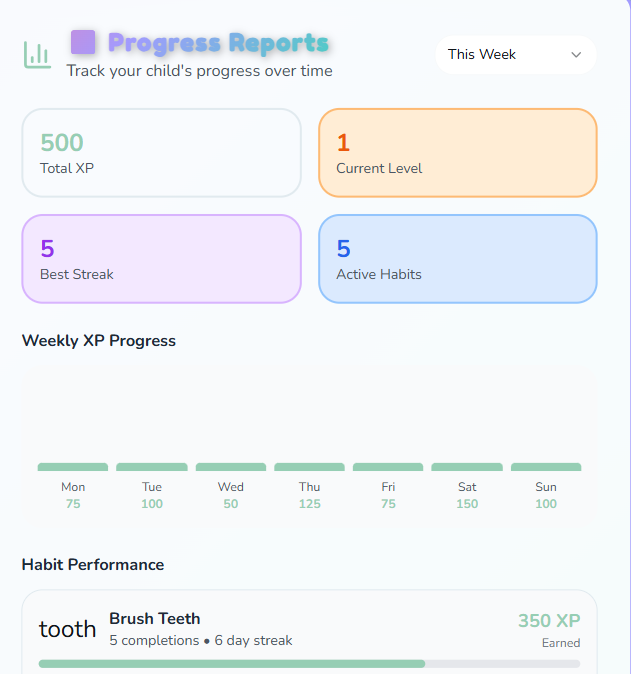 Progress Reports
Track your child's progress over time
This Week
500
Total XP
1
Current Level
5
Best Streak
5
Active Habits
Weekly XP Progress
Mon Tue Wed Thu Fri Sat Sun
75 100 50 125 75 150 100
Habit Performance
tooth
Brush Teeth
5 completions • 6 day streak
350 XP
Earned